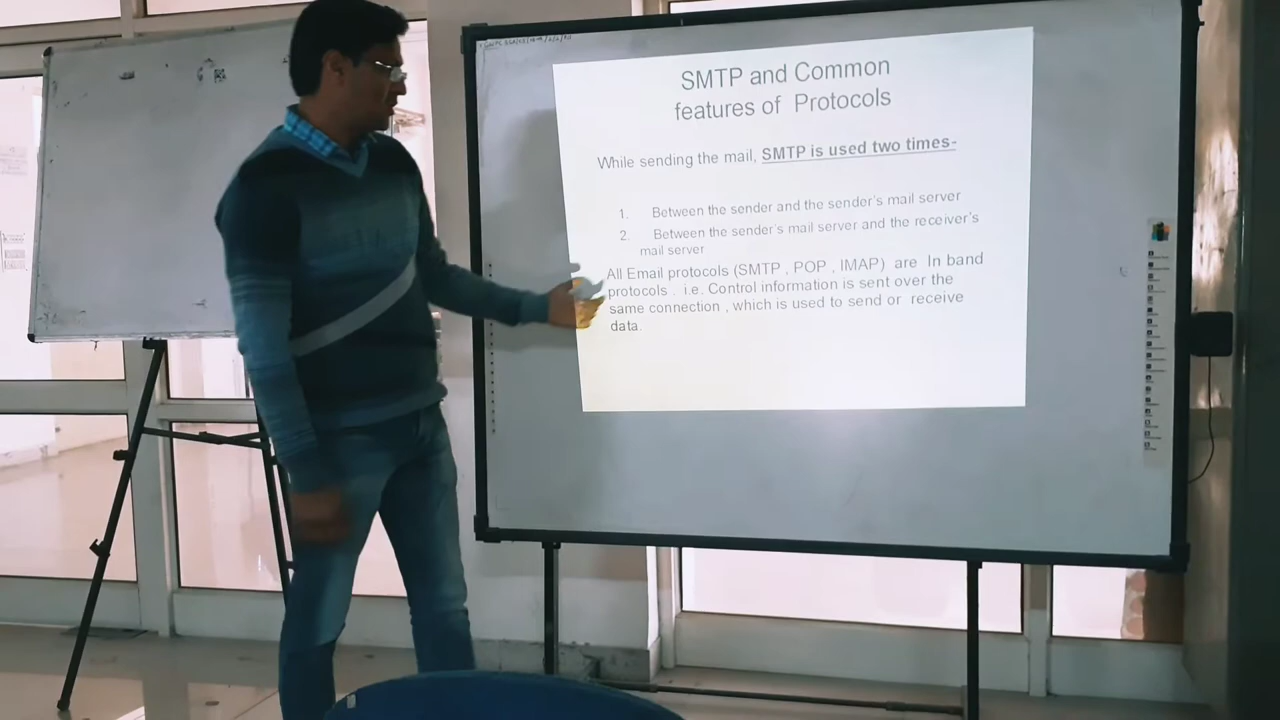 SMTP and Common
features of Protocols
While sending the mail, SMTP is used two times-
1. Between the sender and the sender's mail server
2. Between the sender's mail server and the receiver's
mail server
All Email protocols (SMTP , POP , IMAP) are In band
protocols . i.e. Control information is sent over the
same connection , which is used to send or receive
data.